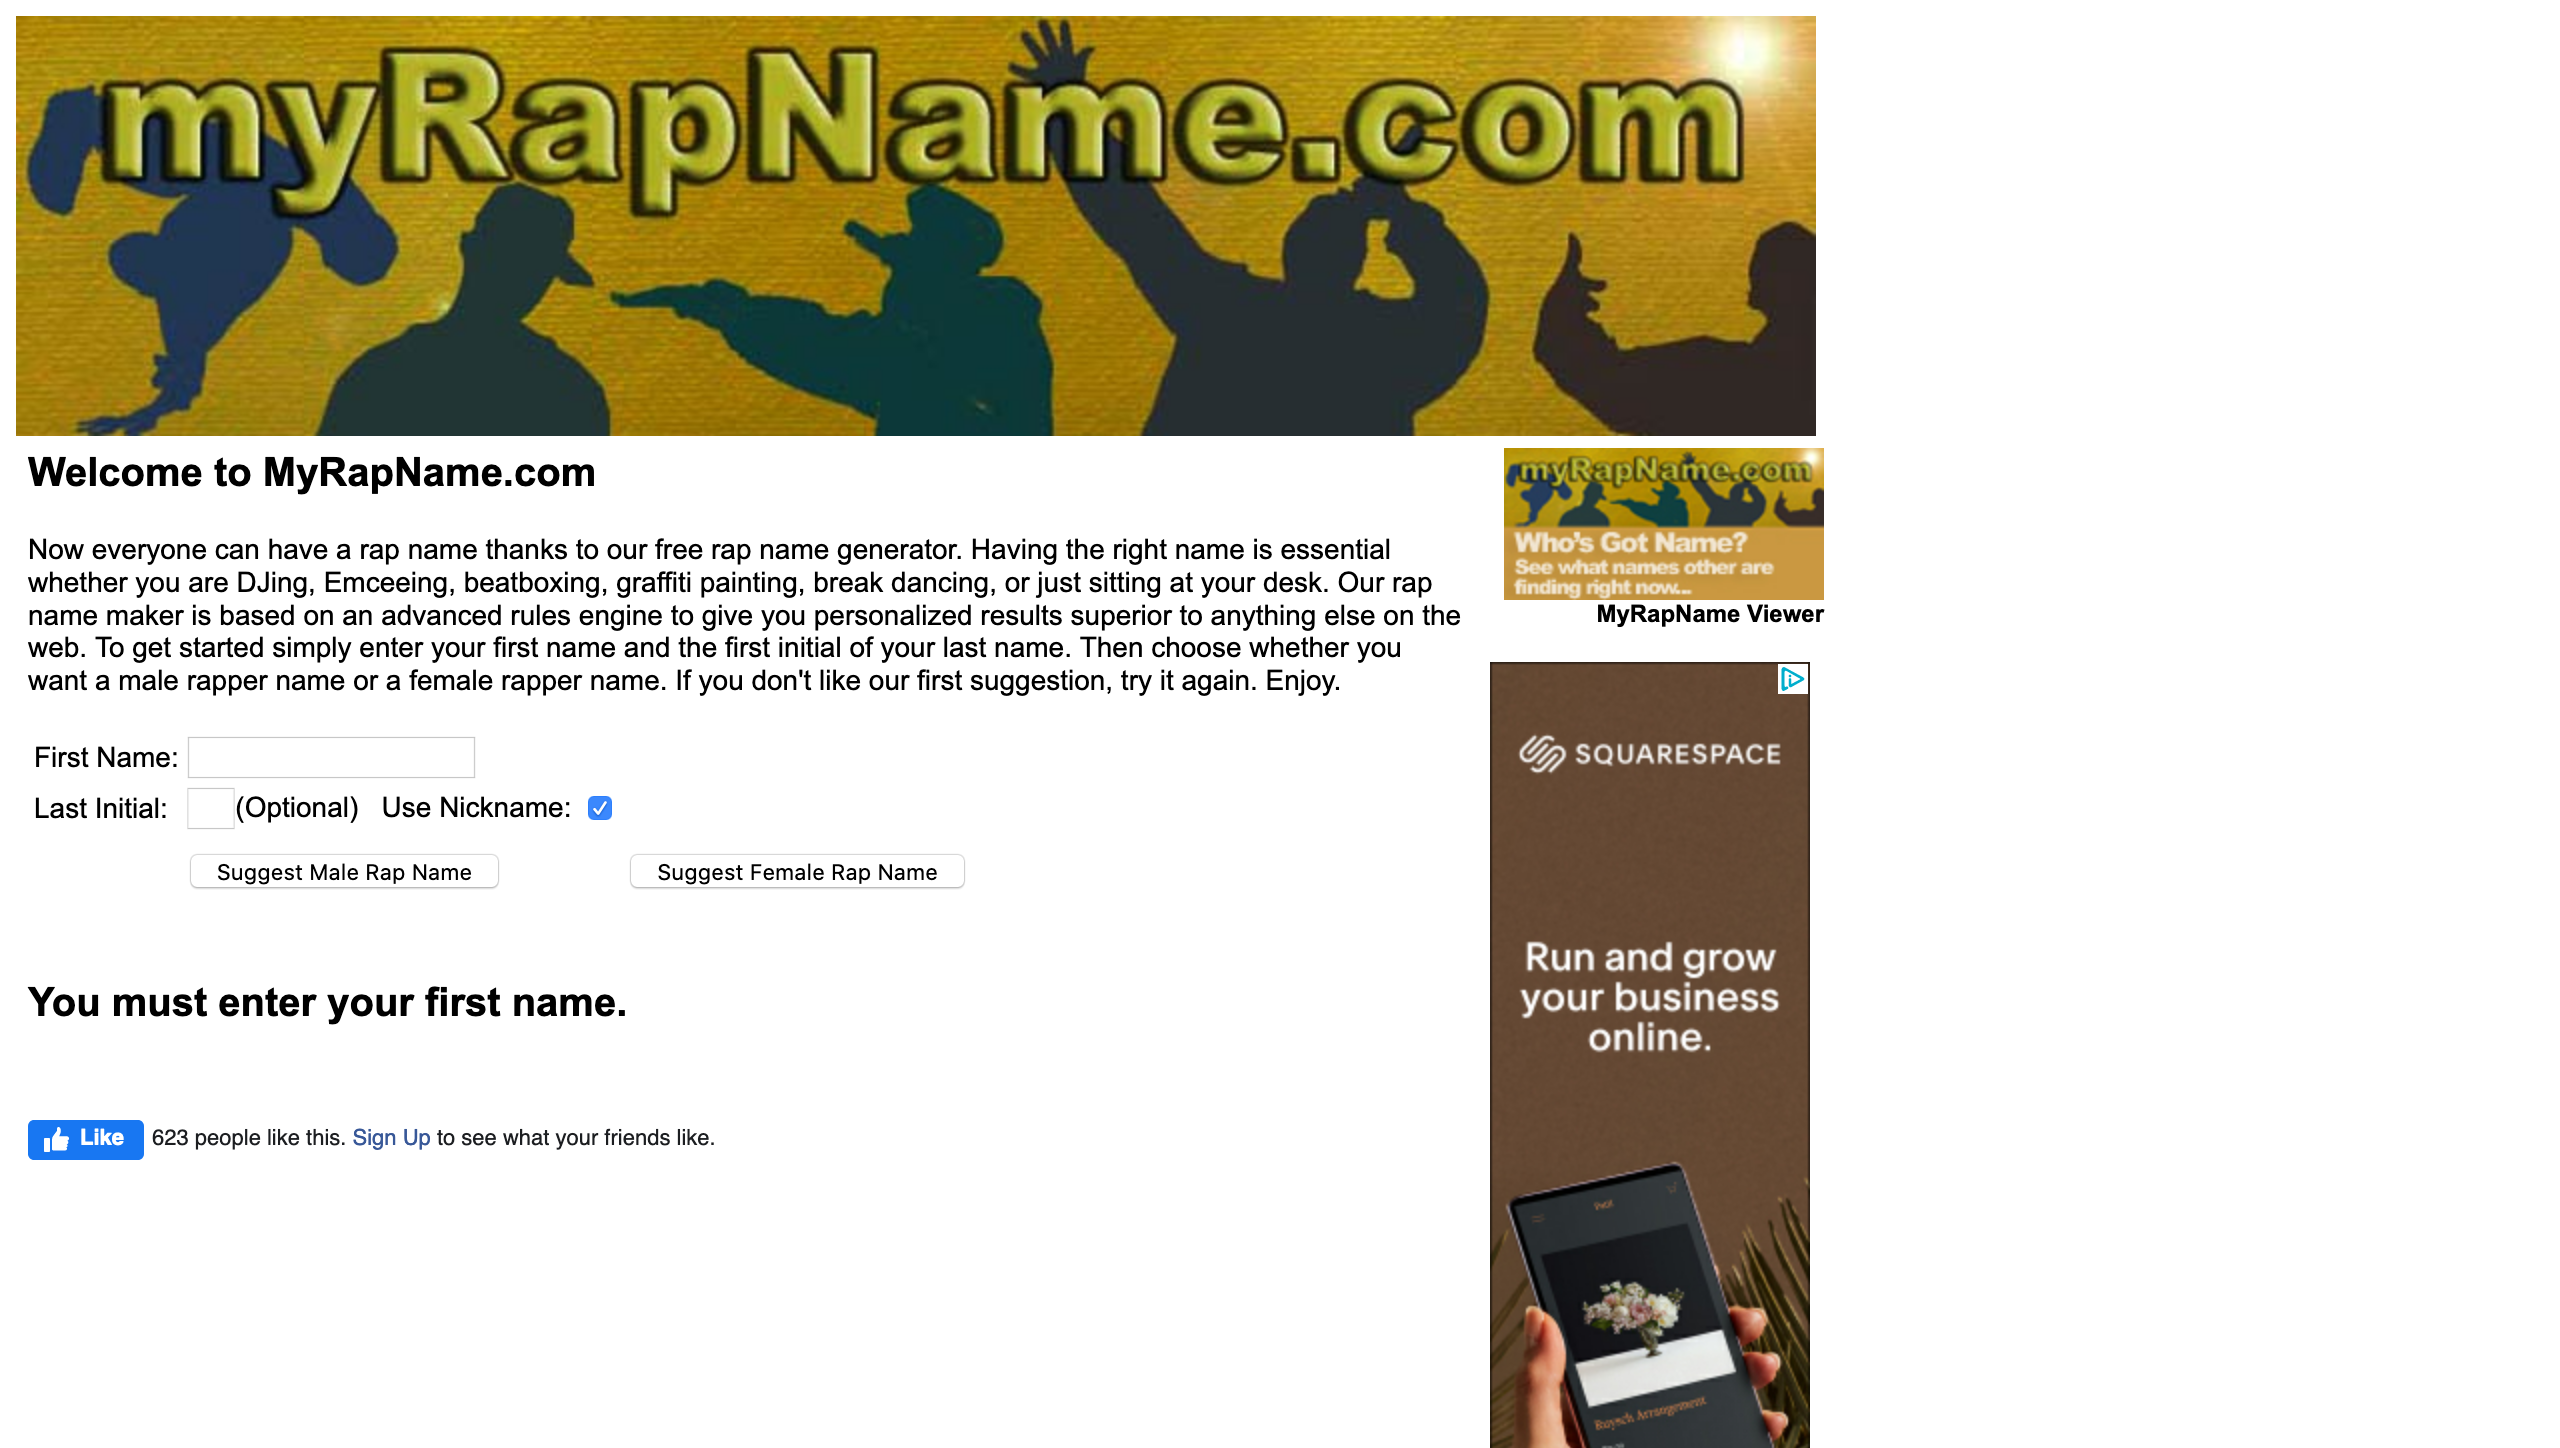 myRapName.com
Welcome to MyRapName.com
Now everyone can have a rap name thanks to our free rap name generator. Having the right name is essential
whether you are DJing, Emceeing, beatboxing, graffiti painting, break dancing, or just sitting at your desk. Our rap
name maker is based on an advanced rules engine to give you personalized results superior to anything else on the
web. To get started simply enter your first name and the first initial of your last name. Then choose whether you
want a male rapper name or a female rapper name. If you don't like our first suggestion, try it again. Enjoy.
First Name:
Last Initial: (Optional) Use Nickname:
Suggest Male Rap Name Suggest Female Rap Name
You must enter your first name.
Like 623 people like this. Sign Up to see what your friends like.
myRapName.com
Who's Got Name?
See what names other are
finding right now...
MyRapName Viewer
SQUARESPACE
Run and grow
your business
online.
Ruysch Arrangement